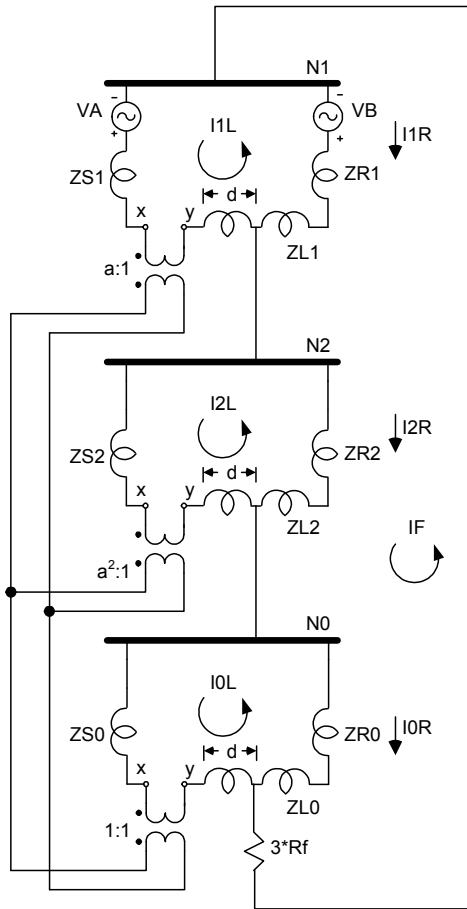 N1
−
VA
+
−
VB
+
I1R
I1L
ZS1
ZR1
x
y
d
ZL1
a:1
N2
I2L
I2R
ZS2
ZR2
x
y
d
ZL2
a²:1
IF
N0
I0L
I0R
ZS0
ZR0
x
y
d
ZL0
1:1
3*Rf